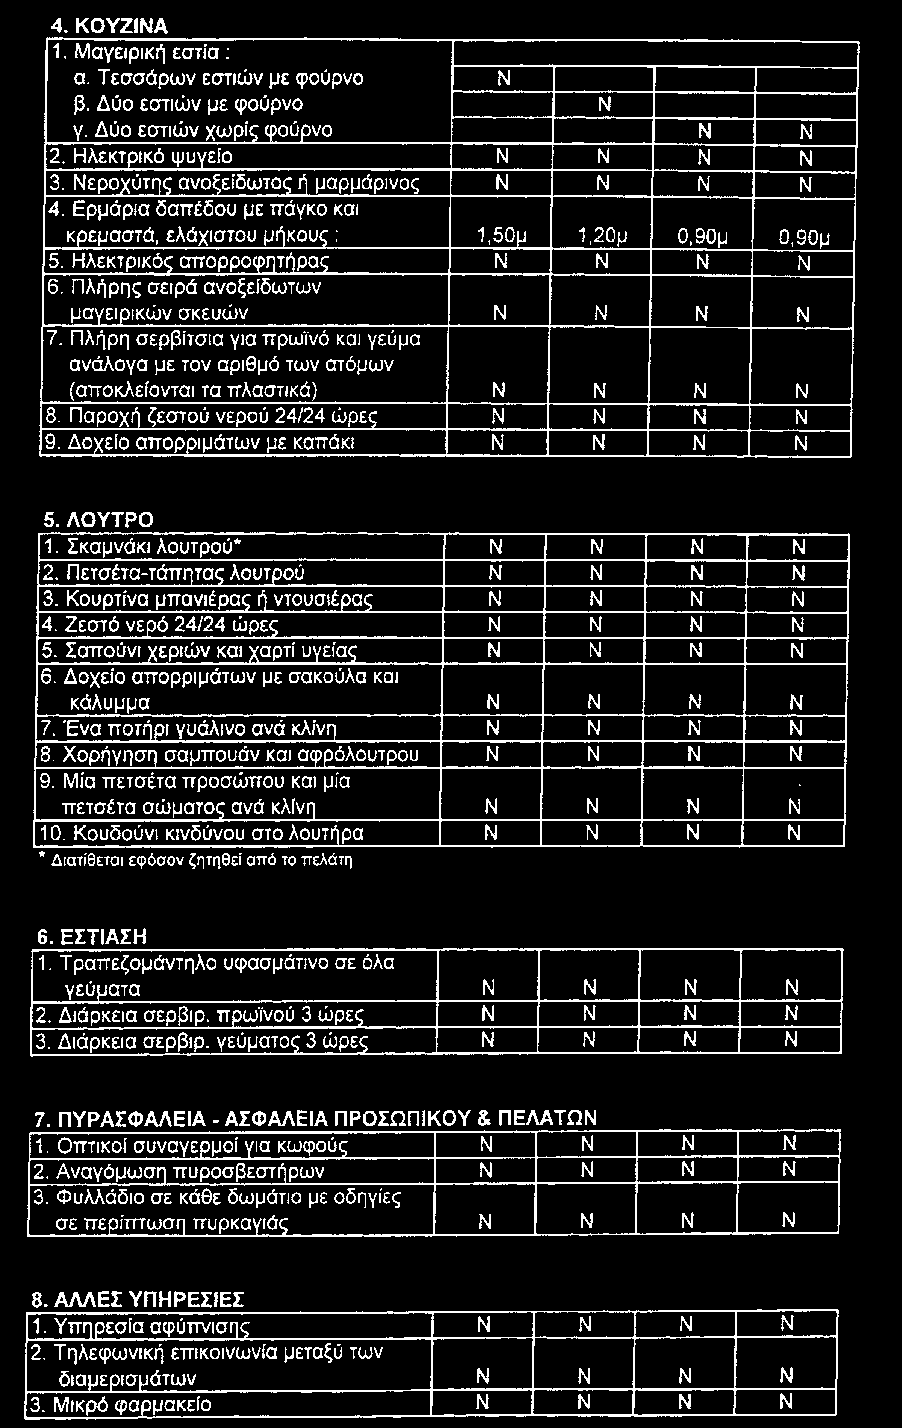 4. ΚΟΥΖΙΝΑ
1. Μαγειρική εστία :
α. Τεσσάρων εστιών με φούρνο N
β. Δύο εστιών με φούρνο N
γ. Δύο εστιών χωρίς φούρνο N N
2. Ηλεκτρικό ψυγείο N N N N
3. Νεροχύτης ανοξείδωτος ή μαρμάρινος N N N N
4. Ερμάρια δαπέδου με πάγκο και
κρεμαστά, ελάχιστου μήκους : 1,50μ 1,20μ 0,90μ 0,90μ
5. Ηλεκτρικός απορροφητήρας N N N N
6. Πλήρης σειρά ανοξείδωτων
μαγειρικών σκευών N N N N
7. Πλήρη σερβίτσια για πρωϊνό και γεύμα
ανάλογα με τον αριθμό των ατόμων
(αποκλείονται τα πλαστικά) N N N N
8. Παροχή ζεστού νερού 24/24 ώρες N N N N
9. Δοχείο απορριμάτων με καπάκι N N N N
5. ΛΟΥΤΡΟ
1. Σκαμνάκι λουτρού* N N N N
2. Πετσέτα-τάπητας λουτρού N N N N
3. Κουρτίνα μπανιέρας ή ντουσιέρας N N N N
4. Ζεστό νερό 24/24 ώρες N N N N
5. Σαπούνι χεριών και χαρτί υγείας N N N N
6. Δοχείο απορριμάτων με σακούλα και
κάλυμμα N N N N
7. Ένα ποτήρι γυάλινο ανά κλίνη N N N N
8. Χορήγηση σαμπουάν και αφρόλουτρου N N N N
9. Μία πετσέτα προσώπου και μία
πετσέτα σώματος ανά κλίνη N N N N
10. Κουδούνι κινδύνου στο λουτήρα N N N N
* Διατίθεται εφόσον ζητηθεί από το πελάτη
6. ΕΣΤΙΑΣΗ
1. Τραπεζομάντηλο υφασμάτινο σε όλα
γεύματα N N N N
2. Διάρκεια σερβιρ. πρωϊνού 3 ώρες N N N N
3. Διάρκεια σερβιρ. γεύματος 3 ώρες N N N N
7. ΠΥΡΑΣΦΑΛΕΙΑ - ΑΣΦΑΛΕΙΑ ΠΡΟΣΩΠΙΚΟΥ & ΠΕΛΑΤΩΝ
1. Οπτικοί συναγερμοί για κωφούς N N N N
2. Αναγόμωση πυροσβεστήρων N N N N
3. Φυλλάδιο σε κάθε δωμάτιο με οδηγίες
σε περίπτωση πυρκαγιάς N N N N
8. ΑΛΛΕΣ ΥΠΗΡΕΣΙΕΣ
1. Υπηρεσία αφύπνισης N N N N
2. Τηλεφωνική επικοινωνία μεταξύ των
διαμερισμάτων N N N N
3. Μικρό φαρμακείο N N N N